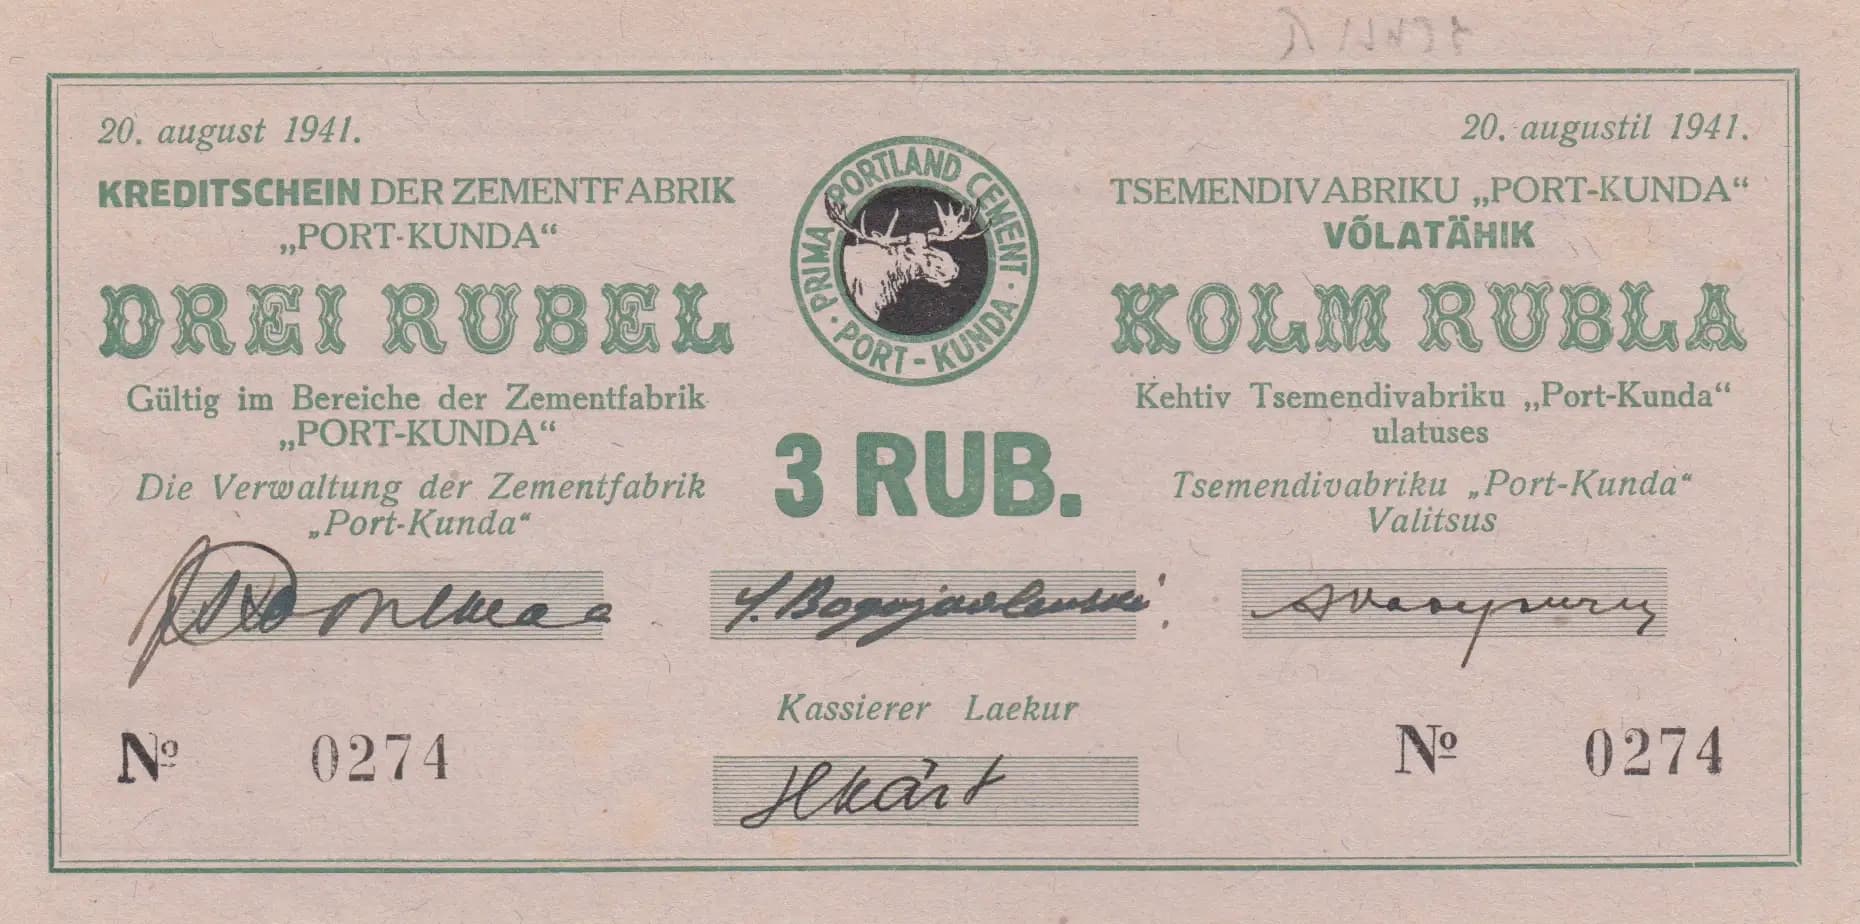 20. august 1941.
KREDITSCHEIN DER ZEMENTFABRIK
„PORT-KUNDA“
DREI RUBEL
Gültig im Bereiche der Zementfabrik
„PORT-KUNDA“
Die Verwaltung der Zementfabrik
„Port-Kunda“
PRIMA PORTLAND CEMENT · PORT-KUNDA ·
3 RUB.
20. augustil 1941.
TSEMENDIVABRIKU „PORT-KUNDA“
VÕLATÄHIK
KOLM RUBLA
Kehtiv Tsemendivabriku „Port-Kunda“
ulatuses
Tsemendivabriku „Port-Kunda“
Valitsus
Kassierer Laekur
№ 0274
№ 0274